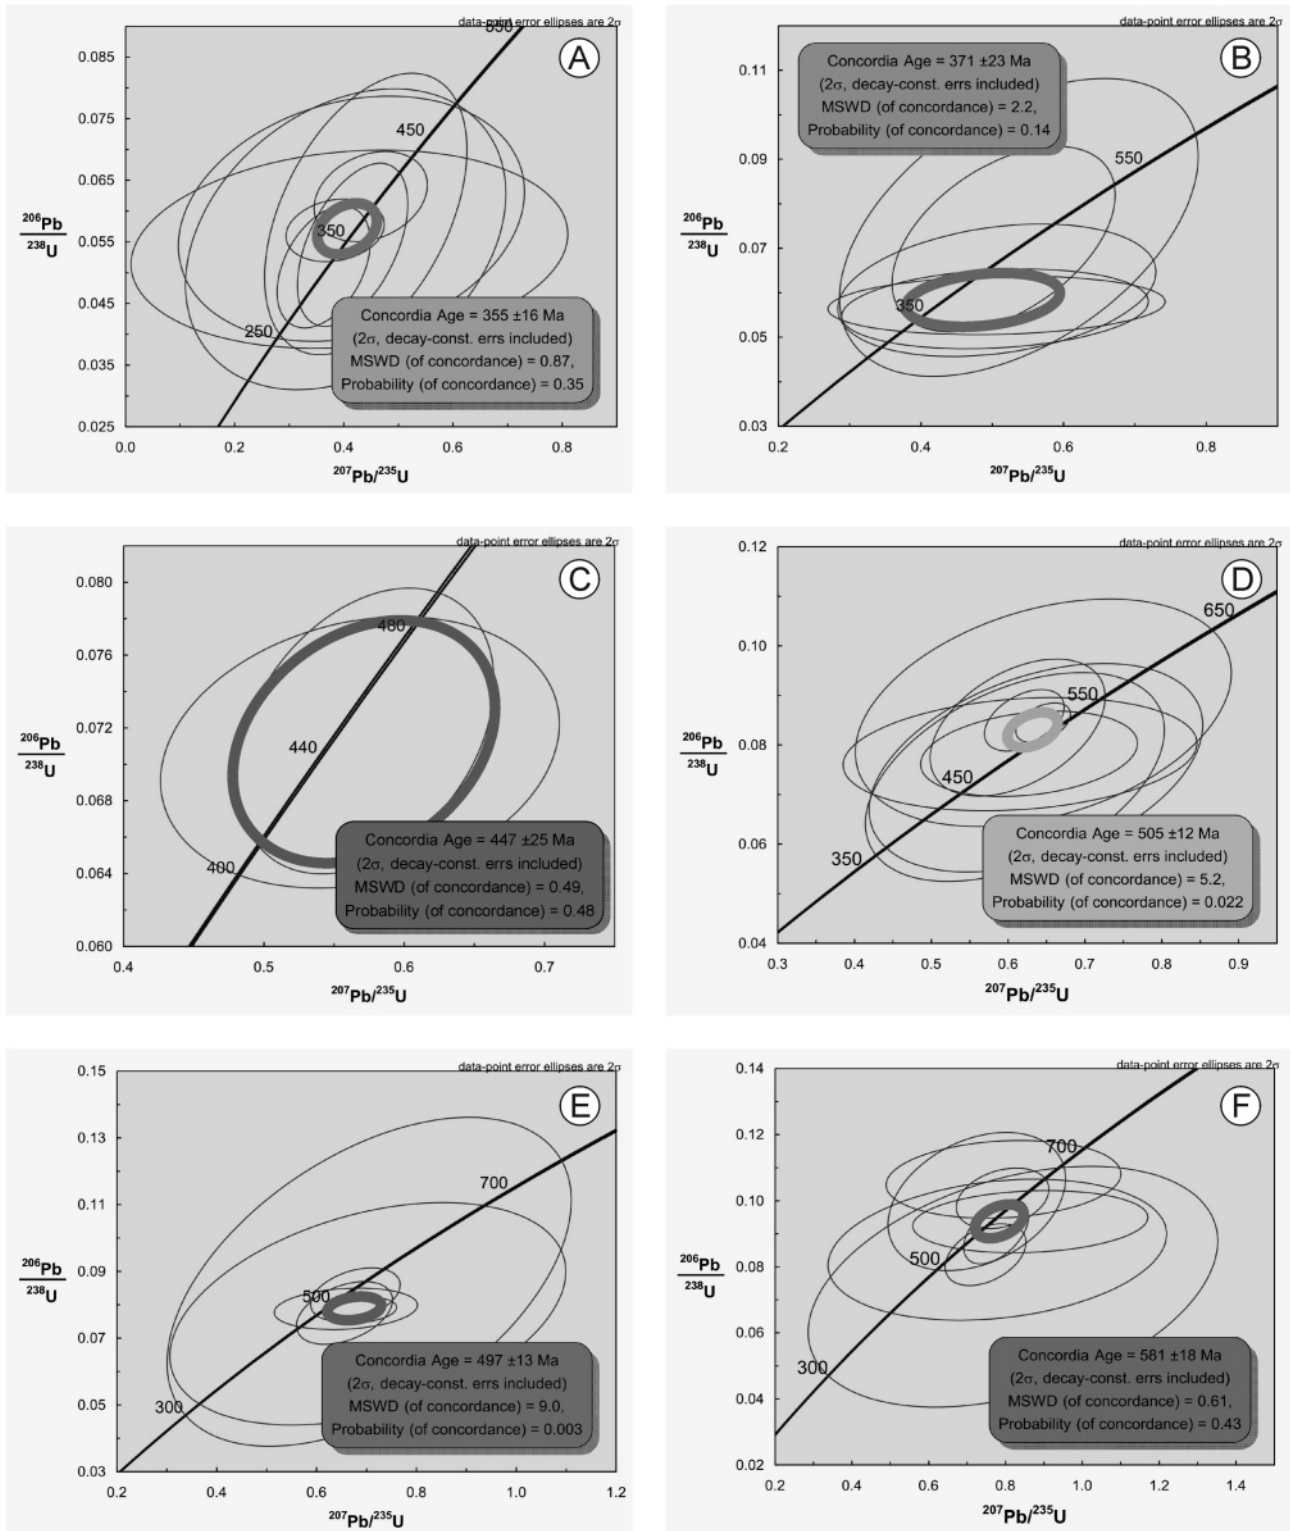 data-point error ellipses are 2σ
550
A
0.085
0.075
0.065
0.055
0.045
0.035
0.025
²⁰⁶Pb
²³⁸U
450
350
250
Concordia Age = 355 ±16 Ma
(2σ, decay-const. errs included)
MSWD (of concordance) = 0.87,
Probability (of concordance) = 0.35
0.0 0.2 0.4 0.6 0.8
²⁰⁷Pb/²³⁵U
data-point error ellipses are 2σ
B
Concordia Age = 371 ±23 Ma
(2σ, decay-const. errs included)
MSWD (of concordance) = 2.2,
Probability (of concordance) = 0.14
0.11
0.09
0.07
0.05
0.03
²⁰⁶Pb
²³⁸U
550
350
0.2 0.4 0.6 0.8
²⁰⁷Pb/²³⁵U
data-point error ellipses are 2σ
C
0.080
0.076
0.072
0.068
0.064
0.060
²⁰⁶Pb
²³⁸U
480
440
400
Concordia Age = 447 ±25 Ma
(2σ, decay-const. errs included)
MSWD (of concordance) = 0.49,
Probability (of concordance) = 0.48
0.4 0.5 0.6 0.7
²⁰⁷Pb/²³⁵U
data-point error ellipses are 2σ
D
0.12
0.10
0.08
0.06
0.04
²⁰⁶Pb
²³⁸U
650
550
450
350
Concordia Age = 505 ±12 Ma
(2σ, decay-const. errs included)
MSWD (of concordance) = 5.2,
Probability (of concordance) = 0.022
0.3 0.4 0.5 0.6 0.7 0.8 0.9
²⁰⁷Pb/²³⁵U
data-point error ellipses are 2σ
E
0.15
0.13
0.11
0.09
0.07
0.05
0.03
²⁰⁶Pb
²³⁸U
700
500
300
Concordia Age = 497 ±13 Ma
(2σ, decay-const. errs included)
MSWD (of concordance) = 9.0,
Probability (of concordance) = 0.003
0.2 0.4 0.6 0.8 1.0 1.2
²⁰⁷Pb/²³⁵U
data-point error ellipses are 2σ
F
0.14
0.12
0.10
0.08
0.06
0.04
0.02
²⁰⁶Pb
²³⁸U
700
500
300
Concordia Age = 581 ±18 Ma
(2σ, decay-const. errs included)
MSWD (of concordance) = 0.61,
Probability (of concordance) = 0.43
0.2 0.4 0.6 0.8 1.0 1.2 1.4
²⁰⁷Pb/²³⁵U